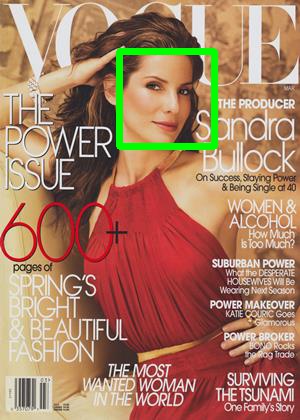 VOGUE
MAR
THE
POWER
ISSUE
THE PRODUCER
Sandra
Bullock
On Success, Staying Power
& Being Single at 40
600+
pages of
SPRING'S
BRIGHT
& BEAUTIFUL
FASHION
WOMEN &
ALCOHOL
How Much
is Too Much?
SUBURBAN POWER
What the DESPERATE
HOUSEWIVES Will Be
Wearing Next Season
POWER MAKEOVER
KATIE COURIC Goes
Glamorous
POWER BROKER
BONO Rocks
the Rag Trade
THE MOST
WANTED WOMAN
IN THE WORLD
SURVIVING
THE TSUNAMI
One Family's Story
03>